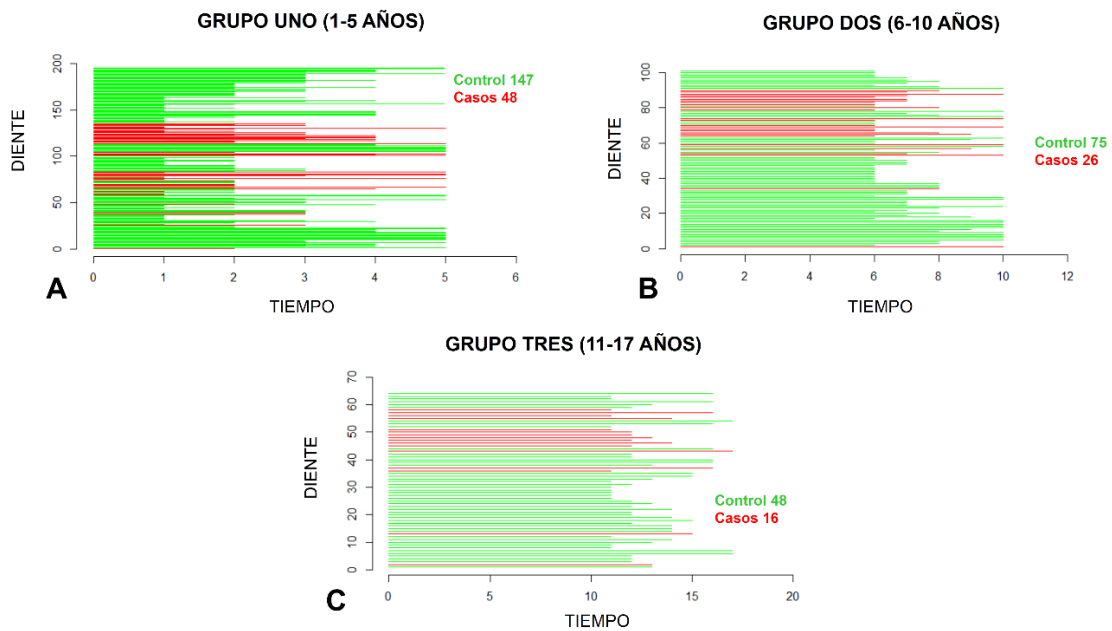 GRUPO UNO (1-5 AÑOS)
Control 147
Casos 48
DIENTE
200
150
100
50
0
0 1 2 3 4 5 6
A
TIEMPO
GRUPO DOS (6-10 AÑOS)
Control 75
Casos 26
DIENTE
100
80
60
40
20
0
0 2 4 6 8 10 12
B
TIEMPO
GRUPO TRES (11-17 AÑOS)
Control 48
Casos 16
DIENTE
70
60
50
40
30
20
10
0
0 5 10 15 20
C
TIEMPO